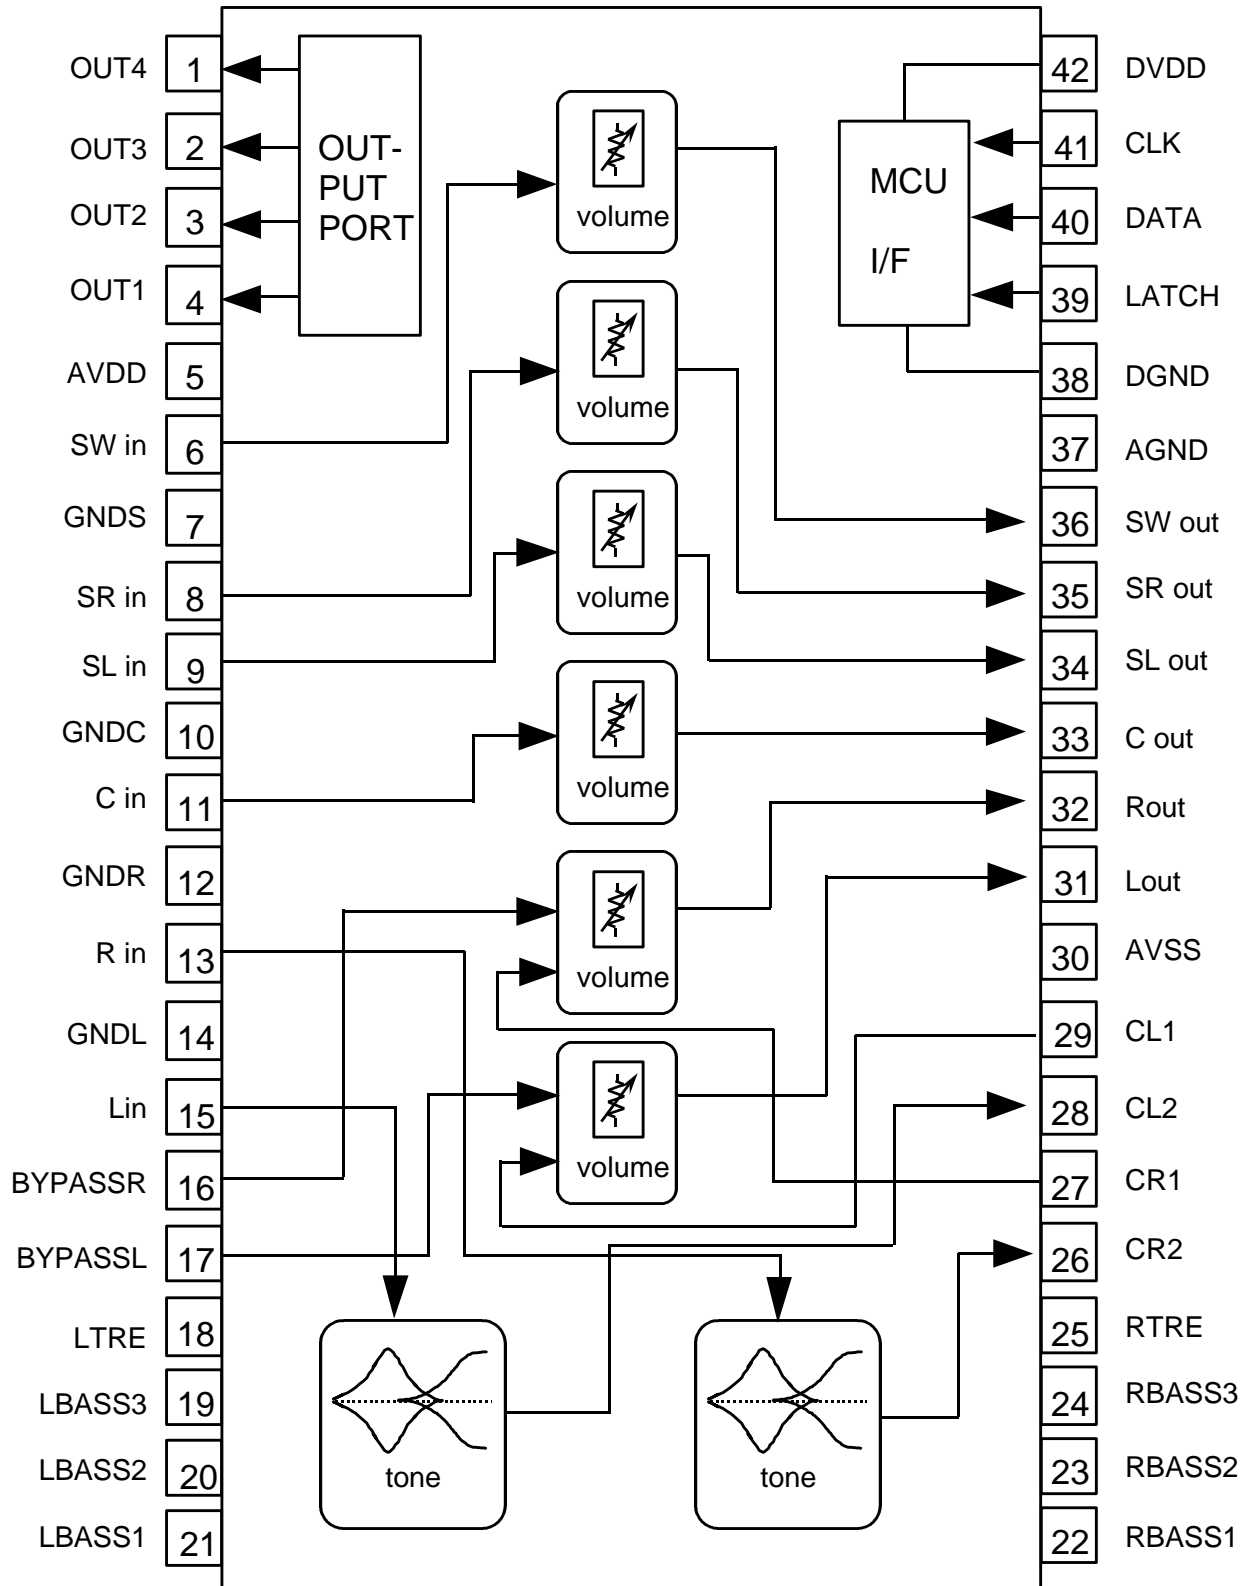 OUT4 1
OUT3 2
OUT2 3
OUT1 4
AVDD 5
SW in 6
GNDS 7
SR in 8
SL in 9
GNDC 10
C in 11
GNDR 12
R in 13
GNDL 14
Lin 15
BYPASSR 16
BYPASSL 17
LTRE 18
LBASS3 19
LBASS2 20
LBASS1 21
OUT-
PUT
PORT
volume
volume
volume
volume
volume
volume
tone
tone
MCU
I/F
42 DVDD
41 CLK
40 DATA
39 LATCH
38 DGND
37 AGND
36 SW out
35 SR out
34 SL out
33 C out
32 Rout
31 Lout
30 AVSS
29 CL1
28 CL2
27 CR1
26 CR2
25 RTRE
24 RBASS3
23 RBASS2
22 RBASS1